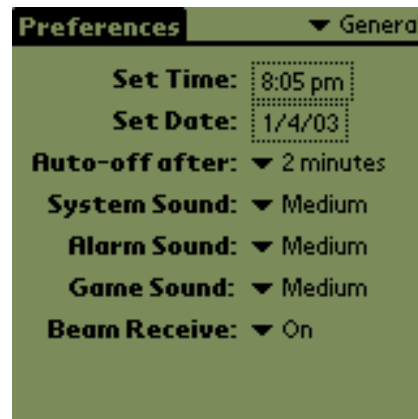 Preferences ▼ Genera
Set Time: 8:05 pm
Set Date: 1/4/03
Auto-off after: ▼ 2 minutes
System Sound: ▼ Medium
Alarm Sound: ▼ Medium
Game Sound: ▼ Medium
Beam Receive: ▼ On